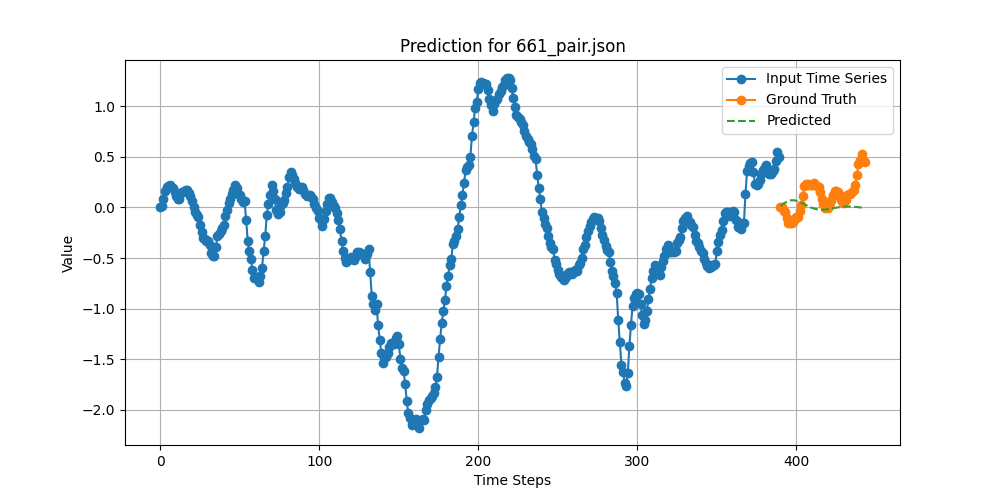 Prediction for 661_pair.json
Input Time Series
Ground Truth
Predicted
1.0
0.5
0.0
−0.5
−1.0
−1.5
−2.0
Value
0
100
200
300
400
Time Steps